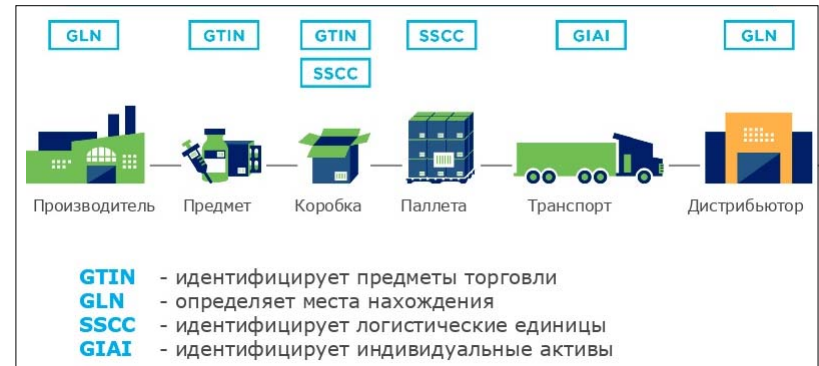 GLN GTIN GTIN SSCC GIAI GLN
SSCC
Производитель Предмет Коробка Паллета Транспорт Дистрибьютор
GTIN - идентифицирует предметы торговли
GLN - определяет места нахождения
SSCC - идентифицирует логистические единицы
GIAI - идентифицирует индивидуальные активы